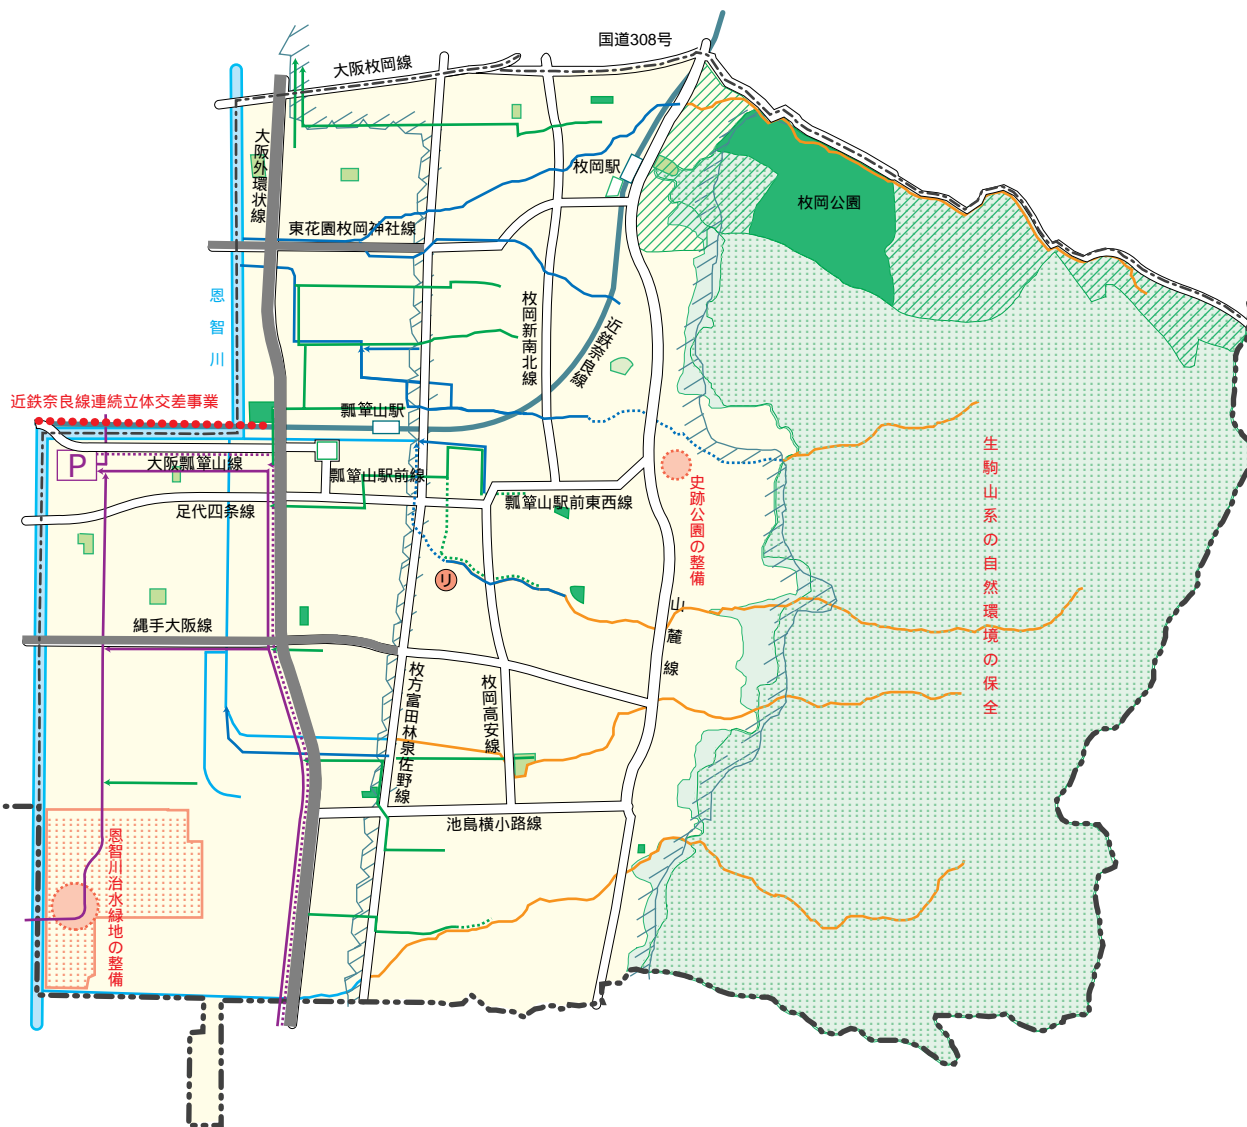 国道308号
大阪枚岡線
大阪外環状線
枚岡駅
枚岡公園
東花園枚岡神社線
恩智川
枚岡新南北線
近鉄奈良線
近鉄奈良線連続立体交差事業
瓢箪山駅
P
大阪瓢箪山線
瓢箪山駅前線
瓢箪山駅前東西線
足代四条線
史跡公園の整備
生駒山系の自然環境の保全
リ
山麓線
縄手大阪線
枚方富田林泉佐野線
枚岡高安線
池島横小路線
恩智川治水緑地の整備